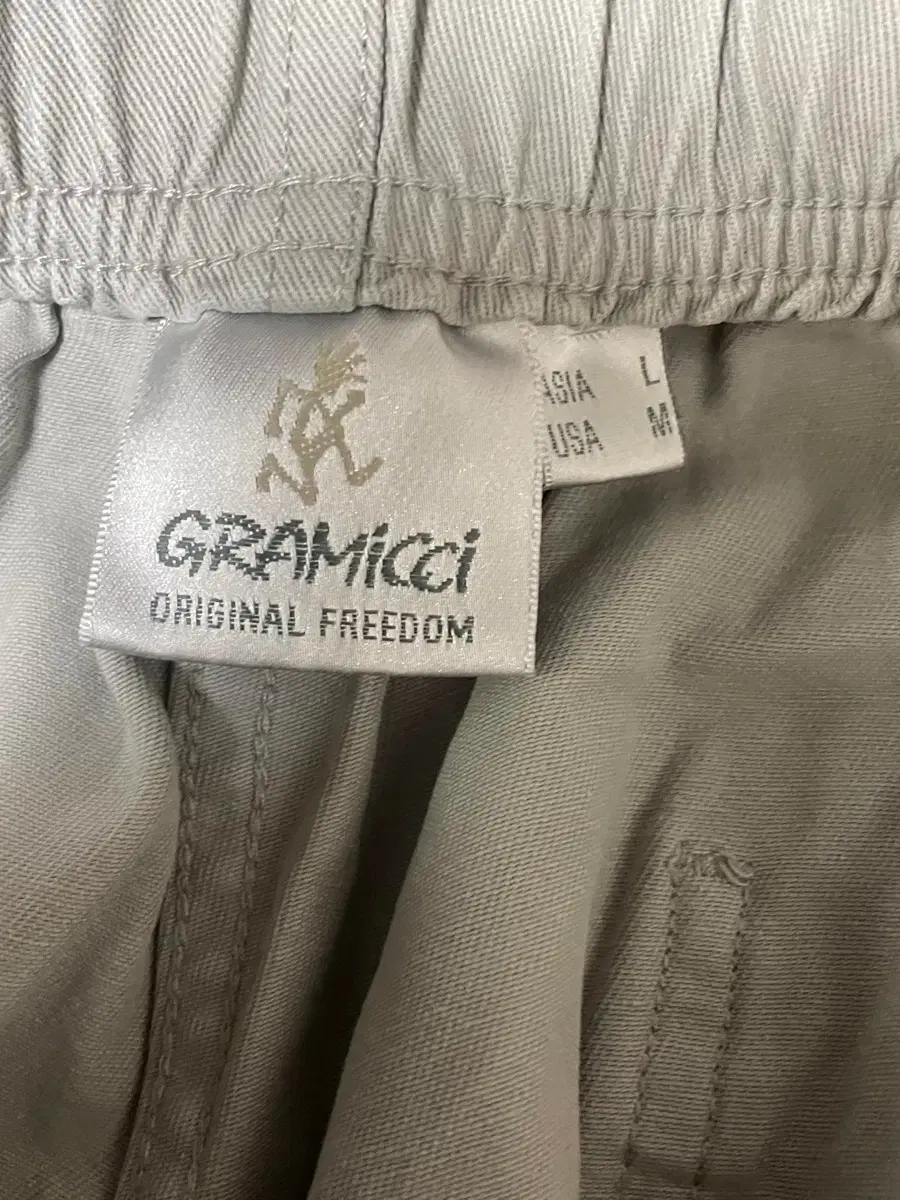 GRAMiCCi
ORIGINAL FREEDOM
ASIA L
USA M